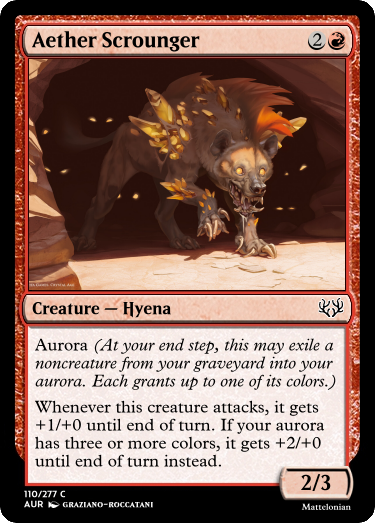 Aether Scrounger 2
Creature — Hyena
Aurora (At your end step, this may exile a
noncreature from your graveyard into your
aurora. Each grants up to one of its colors.)
Whenever this creature attacks, it gets
+1/+0 until end of turn. If your aurora
has three or more colors, it gets +2/+0
until end of turn instead.
2/3
110/277 C
AUR GRAZIANO-ROCCATANI
Mattelonian